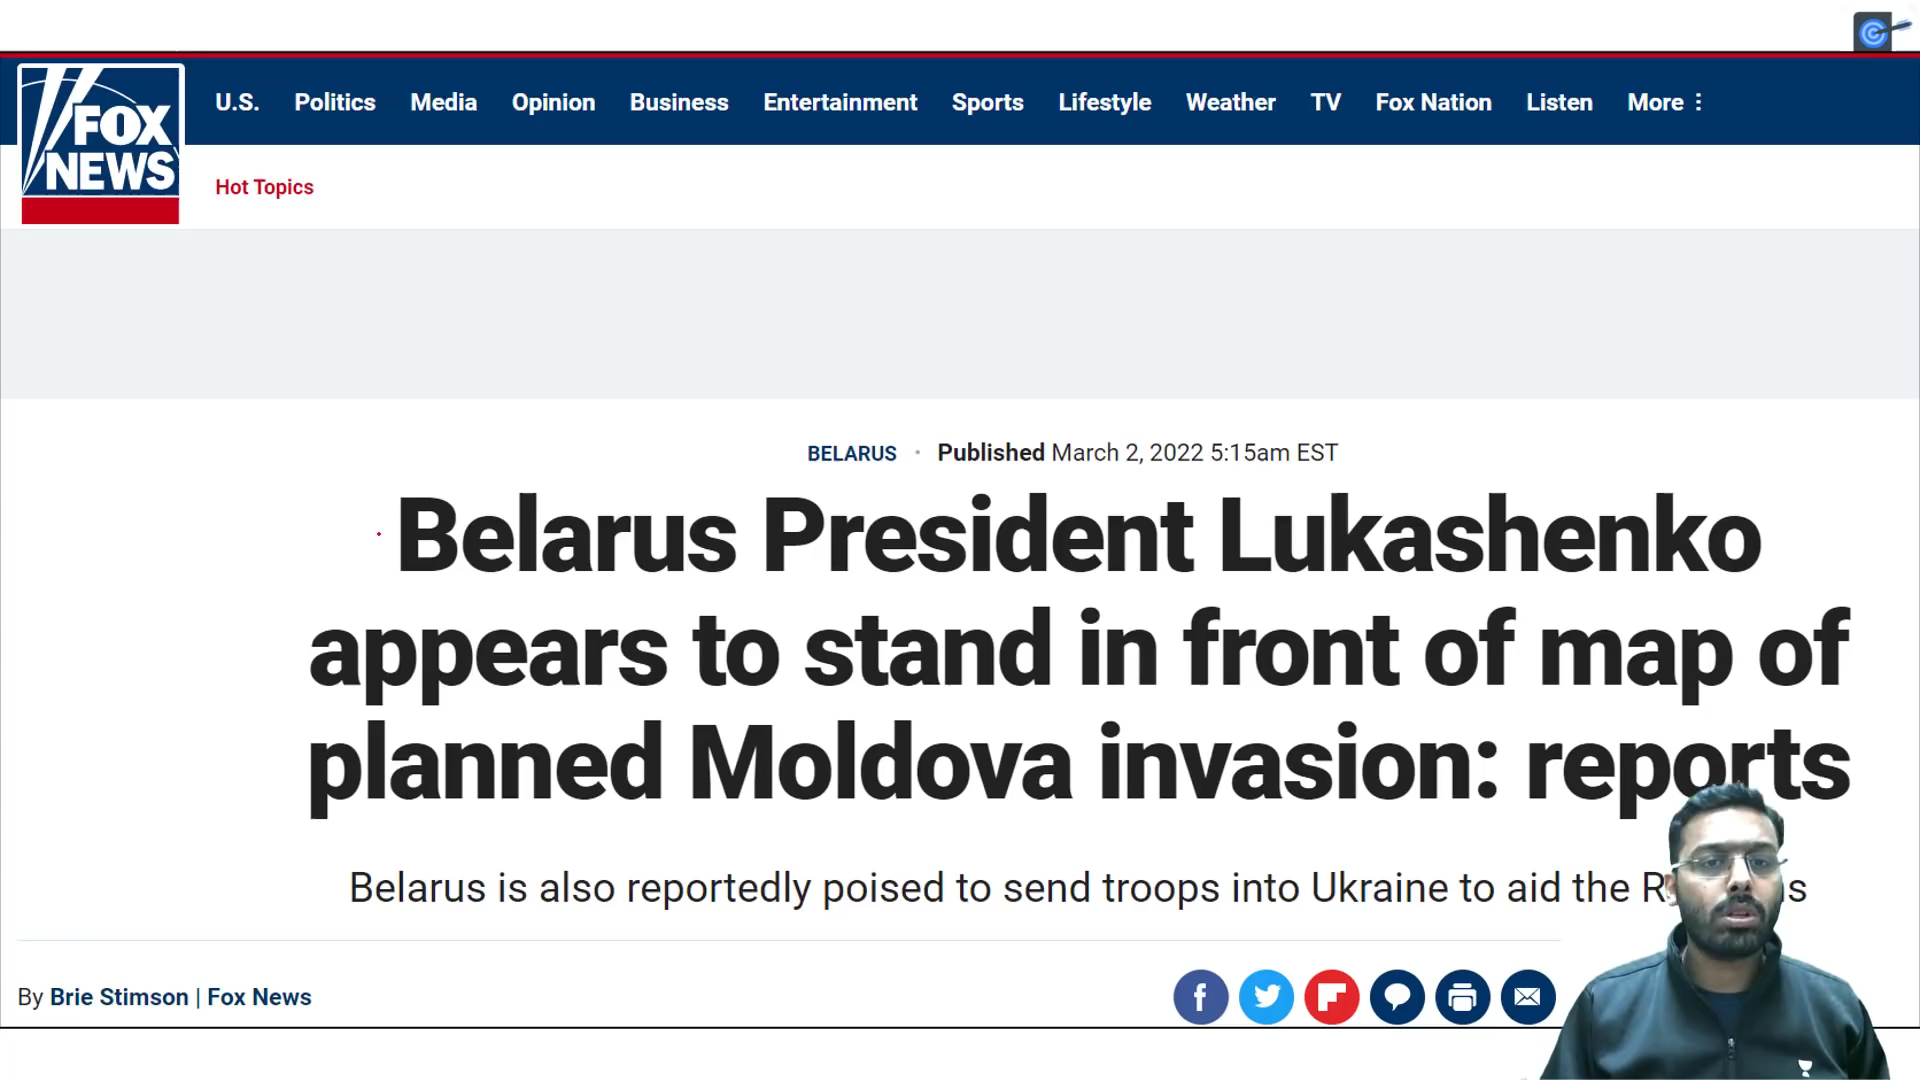 FOX
NEWS
U.S. Politics Media Opinion Business Entertainment Sports Lifestyle Weather TV Fox Nation Listen More
Hot Topics
BELARUS · Published March 2, 2022 5:15am EST
Belarus President Lukashenko
appears to stand in front of map of
planned Moldova invasion: reports
Belarus is also reportedly poised to send troops into Ukraine to aid the
By Brie Stimson | Fox News